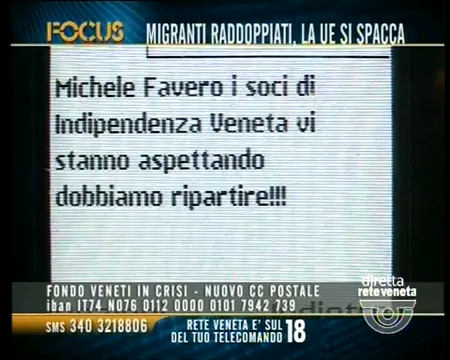 FOCUS
MIGRANTI RADDOPPIATI, LA UE SI SPACCA
Michele Favero i soci di
Indipendenza Veneta vi
stanno aspettando
dobbiamo ripartire!!!
FONDO VENETI IN CRISI - NUOVO CC POSTALE
iban IT74 N076 0112 0000 0101 7942 739
diretta
reteveneta
SMS 340 3218806
RETE VENETA E' SUL
DEL TUO TELECOMANDO 18